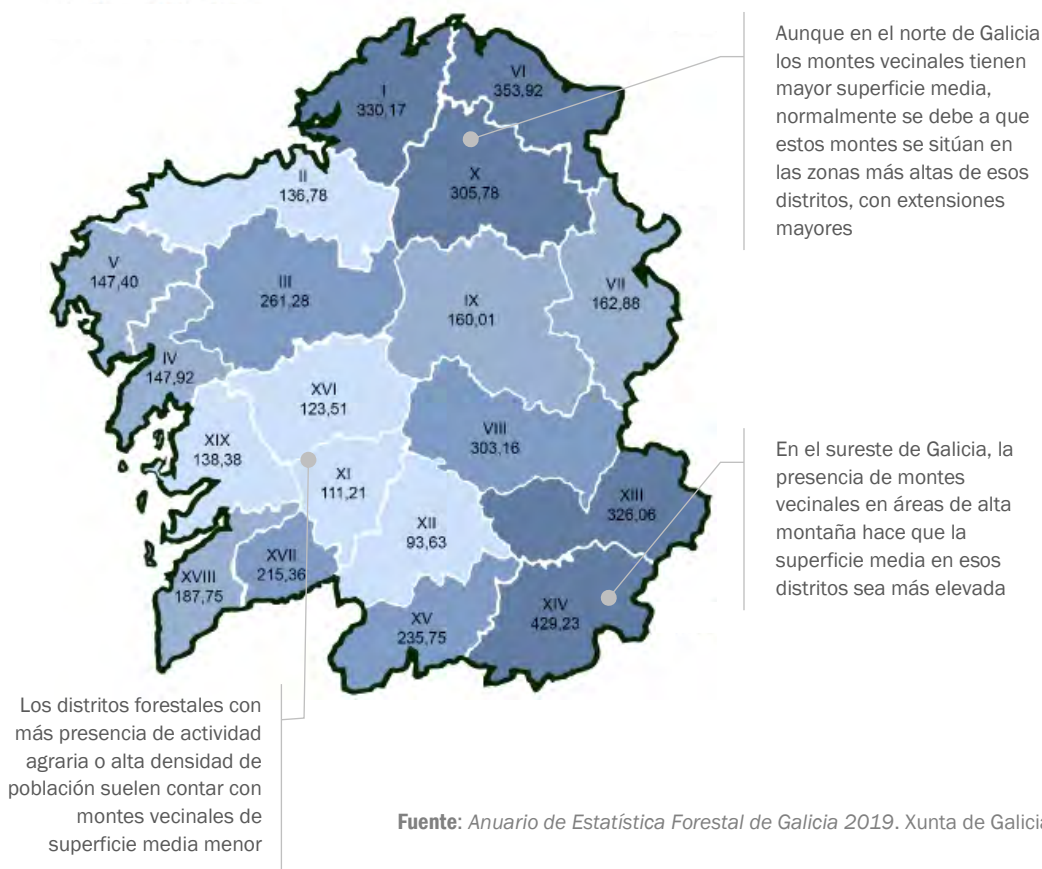 Aunque en el norte de Galicia
los montes vecinales tienen
mayor superficie media,
normalmente se debe a que
estos montes se sitúan en
las zonas más altas de esos
distritos, con extensiones
mayores
VI
353,92
I
330,17
X
305,78
II
136,78
V
147,40
III
261,28
IX
160,01
VII
162,88
IV
147,92
XVI
123,51
XIX
138,38
VIII
303,16
XI
111,21
XIII
326,06
XII
93,63
XVII
215,36
XVIII
187,75
XV
235,75
XIV
429,23
En el sureste de Galicia, la
presencia de montes
vecinales en áreas de alta
montaña hace que la
superficie media en esos
distritos sea más elevada
Los distritos forestales con
más presencia de actividad
agraria o alta densidad de
población suelen contar con
montes vecinales de
superficie media menor
Fuente: Anuario de Estatística Forestal de Galicia 2019. Xunta de Galicia